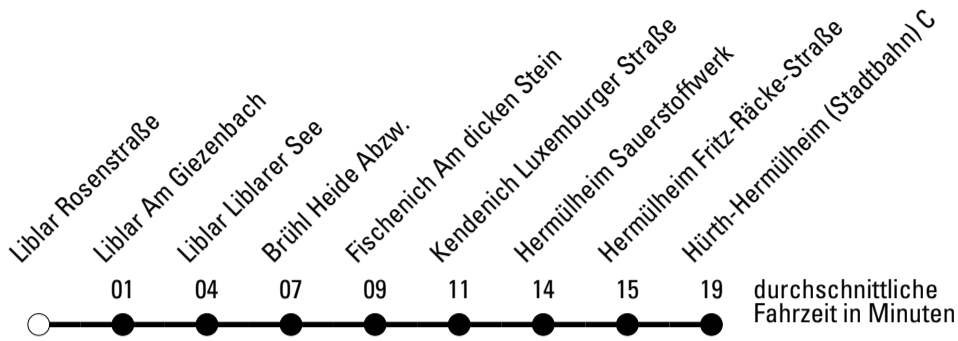 Liblar Rosenstraße
Liblar Am Giezenbach
Liblar Liblarer See
Brühl Heide Abzw.
Fischenich Am dicken Stein
Kendenich Luxemburger Straße
Hermülheim Sauerstoffwerk
Hermülheim Fritz-Räcke-Straße
Hürth-Hermülheim (Stadtbahn) C
01 04 07 09 11 14 15 19
durchschnittliche
Fahrzeit in Minuten